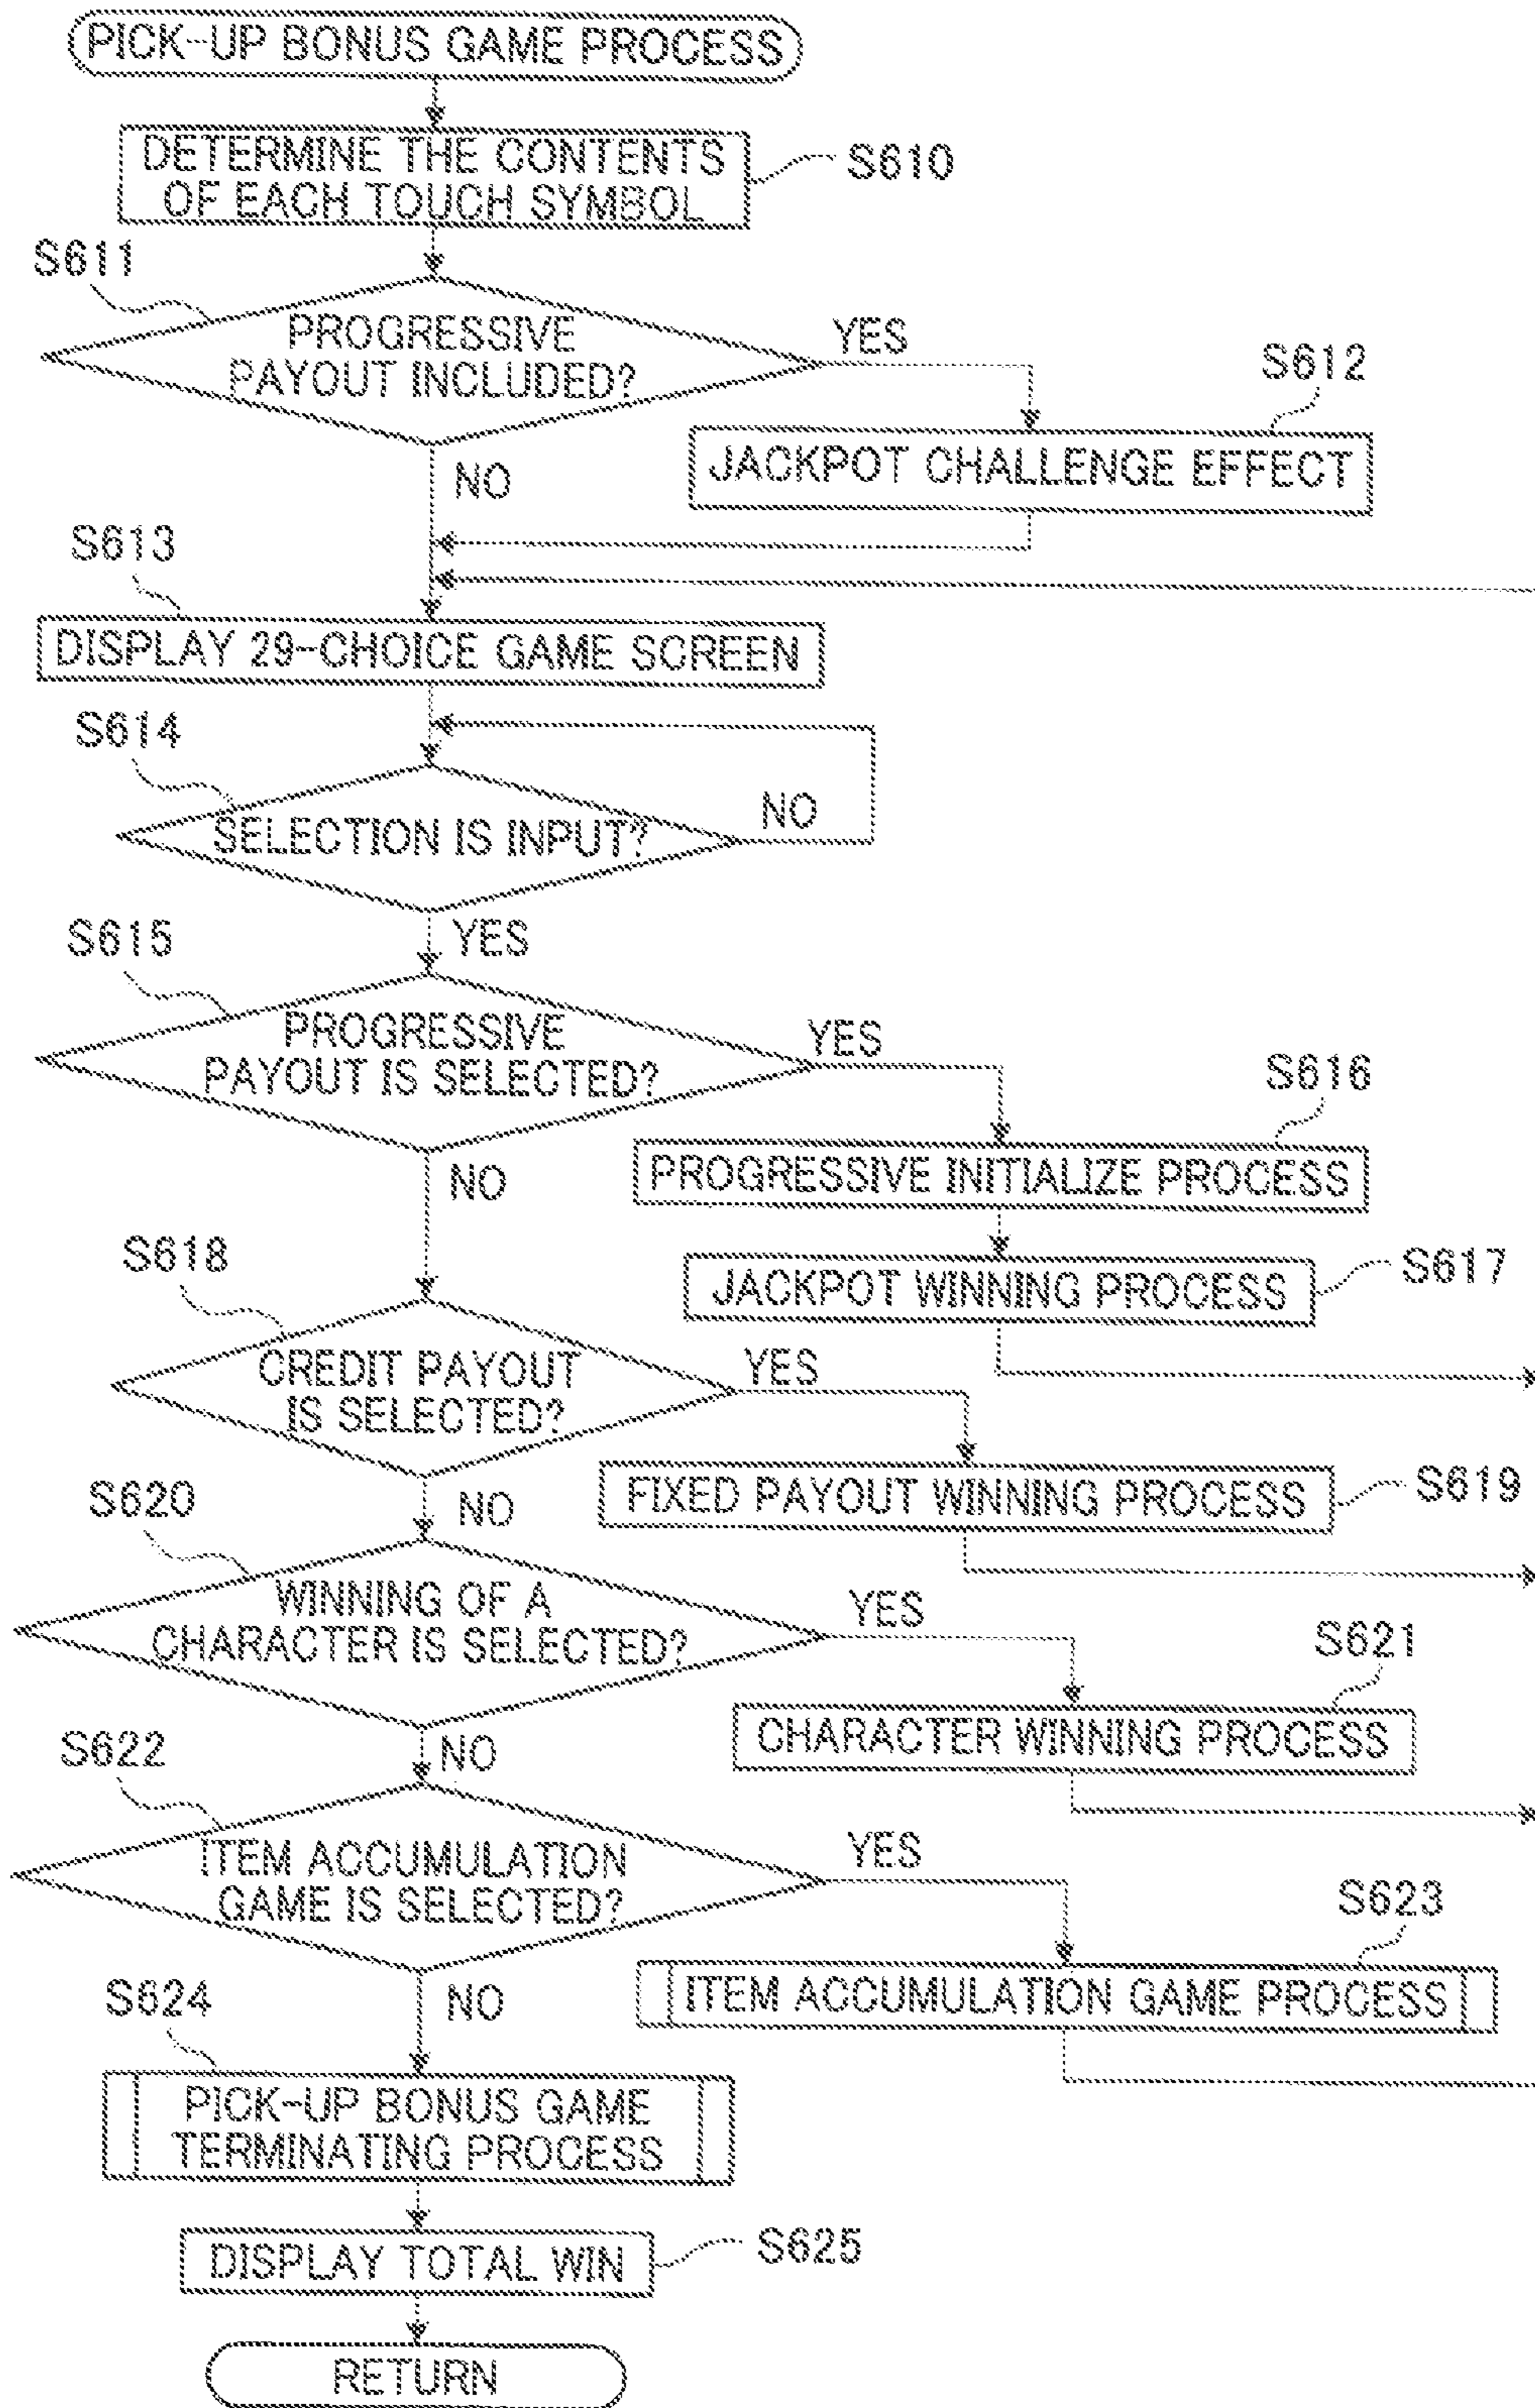 PICK-UP BONUS GAME PROCESS
DETERMINE THE CONTENTS
OF EACH TOUCH SYMBOL
S610
S611
PROGRESSIVE
PAYOUT INCLUDED?
YES
S612
JACKPOT CHALLENGE EFFECT
NO
S613
DISPLAY 29-CHOICE GAME SCREEN
S614
SELECTION IS INPUT?
NO
YES
S615
PROGRESSIVE
PAYOUT IS SELECTED?
YES
S616
PROGRESSIVE INITIALIZE PROCESS
NO
JACKPOT WINNING PROCESS
S617
S618
CREDIT PAYOUT
IS SELECTED?
YES
FIXED PAYOUT WINNING PROCESS
S619
NO
S620
WINNING OF A
CHARACTER IS SELECTED?
YES
S621
CHARACTER WINNING PROCESS
NO
S622
ITEM ACCUMULATION
GAME IS SELECTED?
YES
S623
ITEM ACCUMULATION GAME PROCESS
NO
S624
PICK-UP BONUS GAME
TERMINATING PROCESS
DISPLAY TOTAL WIN
S625
RETURN